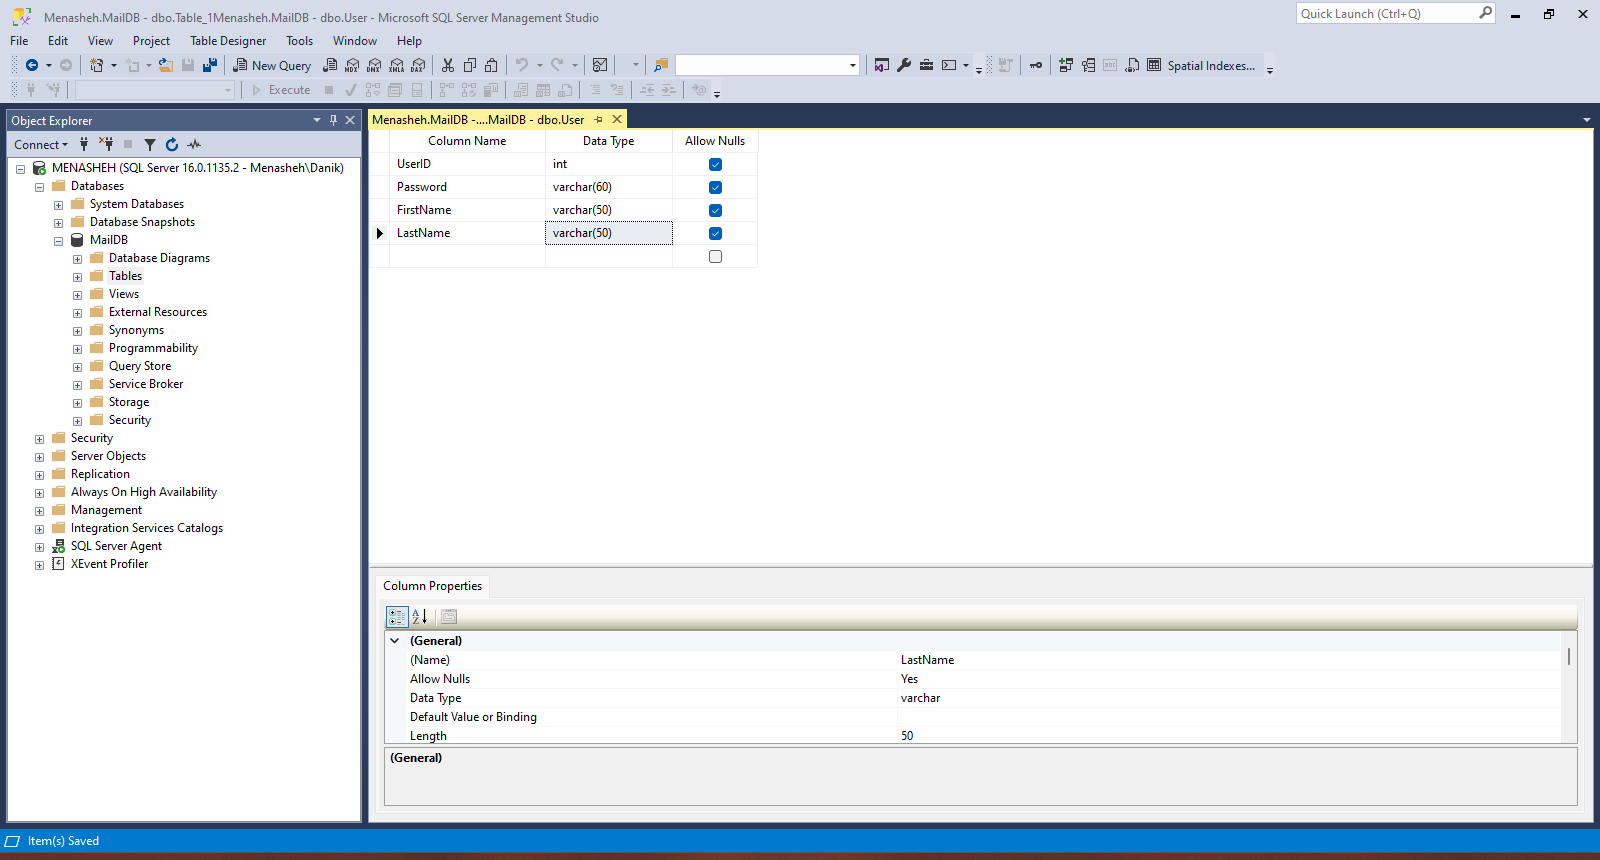 Menasheh.MailDB - dbo.Table_1Menasheh.MailDB - dbo.User - Microsoft SQL Server Management Studio
Quick Launch (Ctrl+Q)
File Edit View Project Table Designer Tools Window Help
New Query MDX DMX XMLA DAX Spatial Indexes...
Execute
Object Explorer
Connect
MENASHEH (SQL Server 16.0.1135.2 - Menasheh\Danik)
Databases
System Databases
Database Snapshots
MailDB
Database Diagrams
Tables
Views
External Resources
Synonyms
Programmability
Query Store
Service Broker
Storage
Security
Security
Server Objects
Replication
Always On High Availability
Management
Integration Services Catalogs
SQL Server Agent
XEvent Profiler
Menasheh.MailDB -....MailDB - dbo.User
Column Name Data Type Allow Nulls
UserID int
Password varchar(60)
FirstName varchar(50)
LastName varchar(50)
Column Properties
(General)
(Name) LastName
Allow Nulls Yes
Data Type varchar
Default Value or Binding
Length 50
(General)
Item(s) Saved